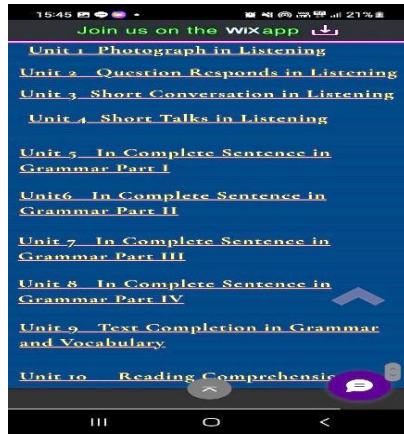 15:45
21%
Join us on the WiX app
Unit 1 Photograph in Listening
Unit 2 Question Responds in Listening
Unit 3 Short Conversation in Listening
Unit 4 Short Talks in Listening
Unit 5 In Complete Sentence in
Grammar Part I
Unit6 In Complete Sentence in
Grammar Part II
Unit 7 In Complete Sentence in
Grammar Part III
Unit 8 In Complete Sentence in
Grammar Part IV
Unit 9 Text Completion in Grammar
and Vocabulary
Unit 10 Reading Comprehensio